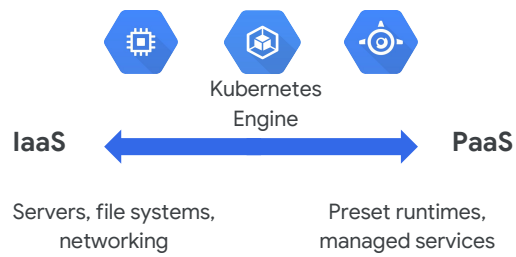 Kubernetes
Engine
IaaS
PaaS
Servers, file systems,
networking
Preset runtimes,
managed services